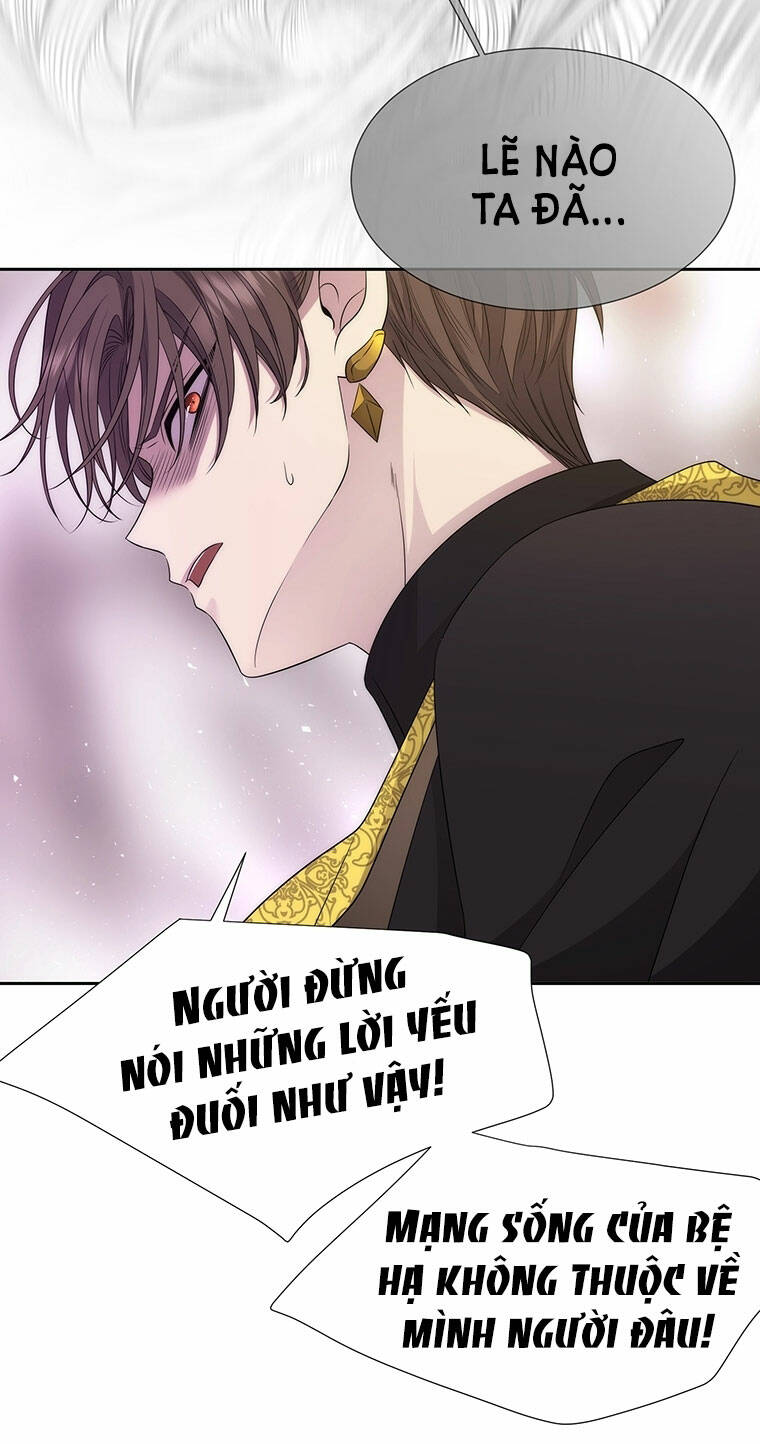 LẼ NÀO
TA ĐÃ...
NGƯỜI ĐỪNG
NÓI NHỮNG LỜI YẾU
ĐUỐI NHƯ VẬY!
MẠNG SỐNG CỦA BỆ
HẠ KHÔNG THUỘC VỀ
MÌNH NGƯỜI ĐÂU!